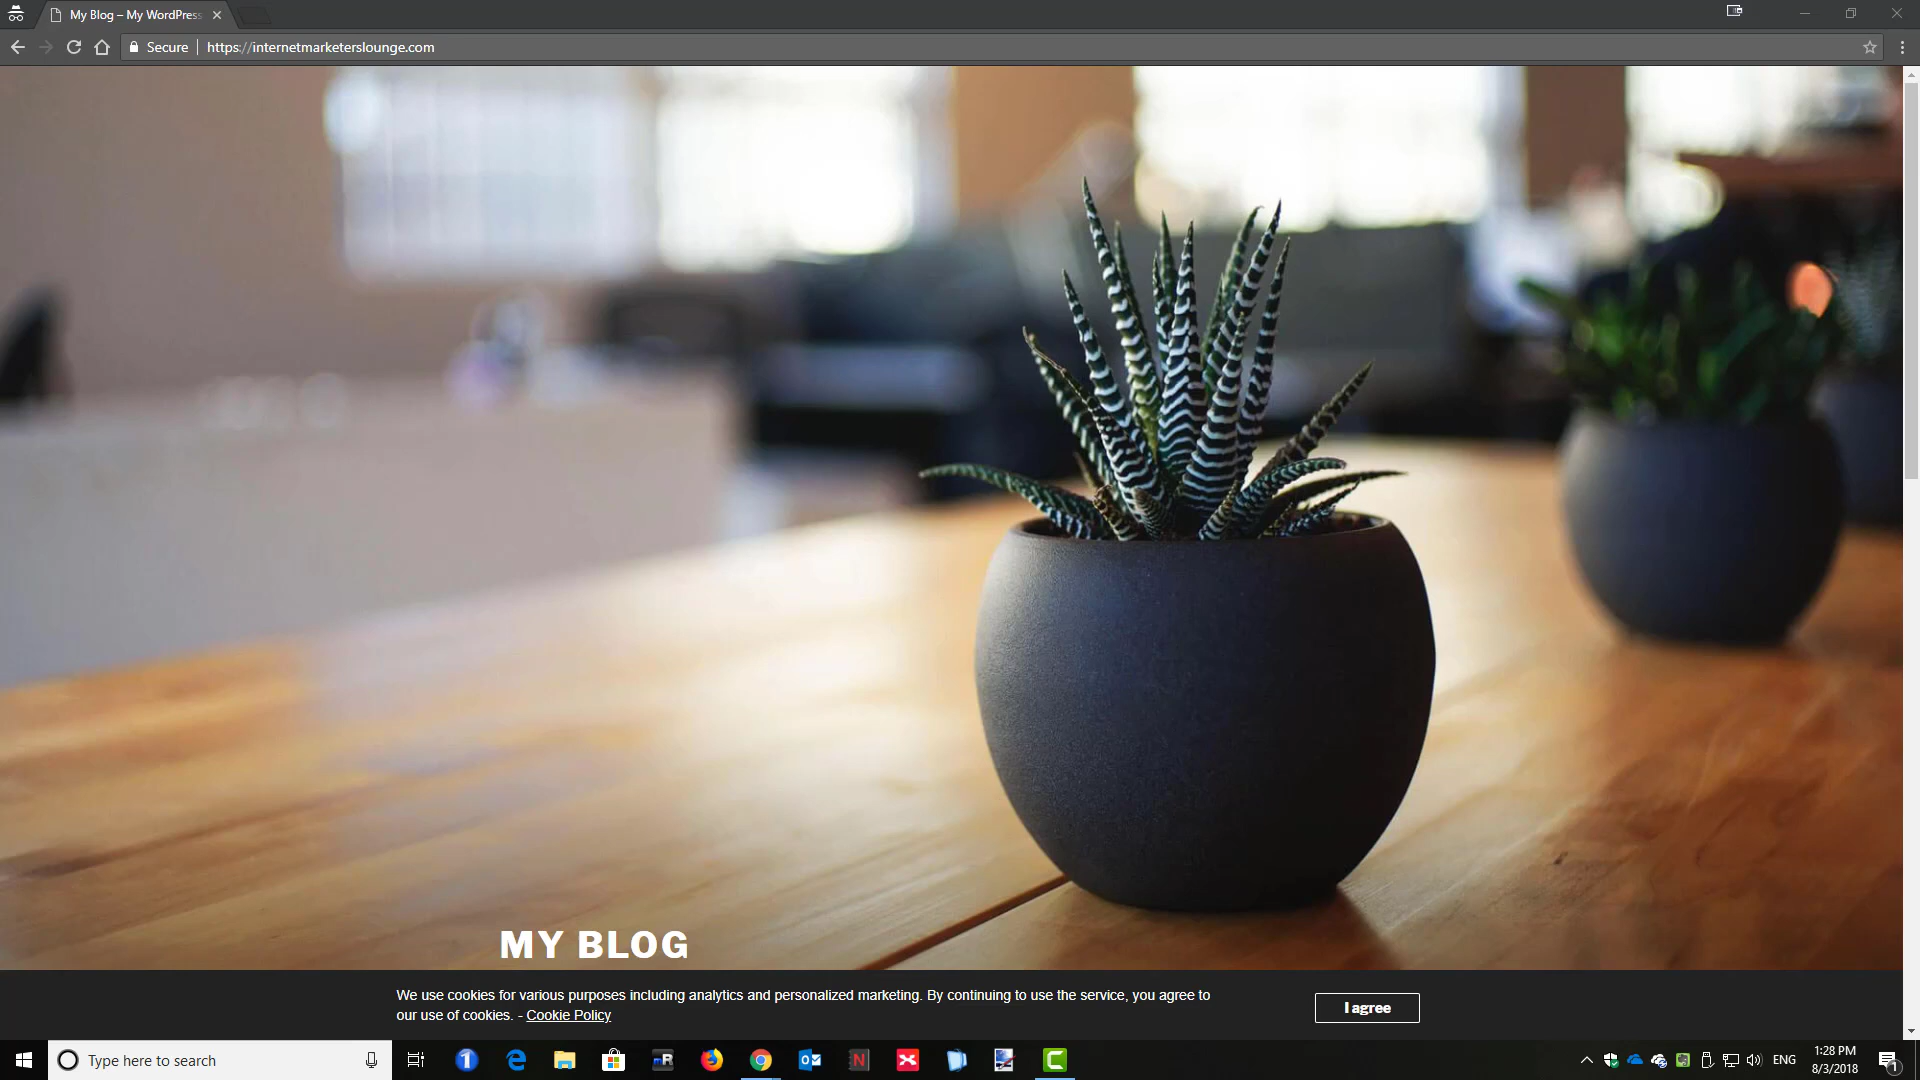 My Blog – My WordPress
Secure
https://internetmarketerslounge.com
MY BLOG
We use cookies for various purposes including analytics and personalized marketing. By continuing to use the service, you agree to
our use of cookies. - Cookie Policy
I agree
Type here to search
ENG
1:28 PM
8/3/2018
1